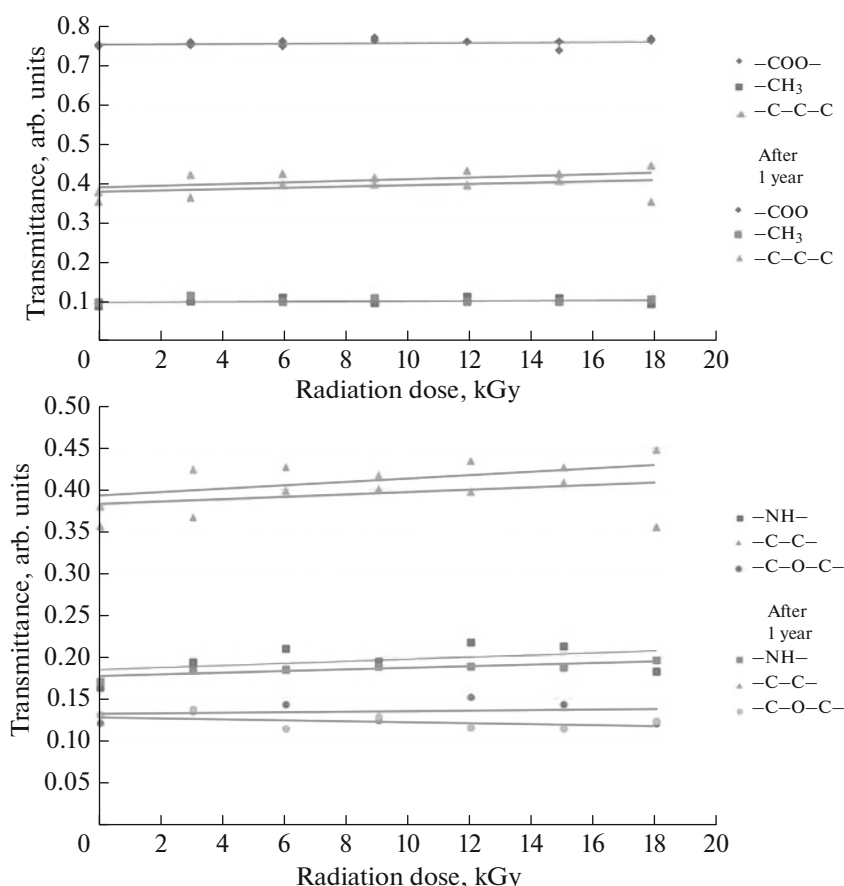 0.8
0.7
0.6
0.5
0.4
0.3
0.2
0.1
Transmittance, arb. units
0 2 4 6 8 10 12 14 16 18 20
Radiation dose, kGy
–COO–
–CH₃
–C–C–C
After
1 year
–COO
–CH₃
–C–C–C
0.50
0.45
0.40
0.35
0.30
0.25
0.20
0.15
0.10
0.05
Transmittance, arb. units
0 2 4 6 8 10 12 14 16 18 20
Radiation dose, kGy
–NH–
–C–C–
–C–O–C–
After
1 year
–NH–
–C–C–
–C–O–C–